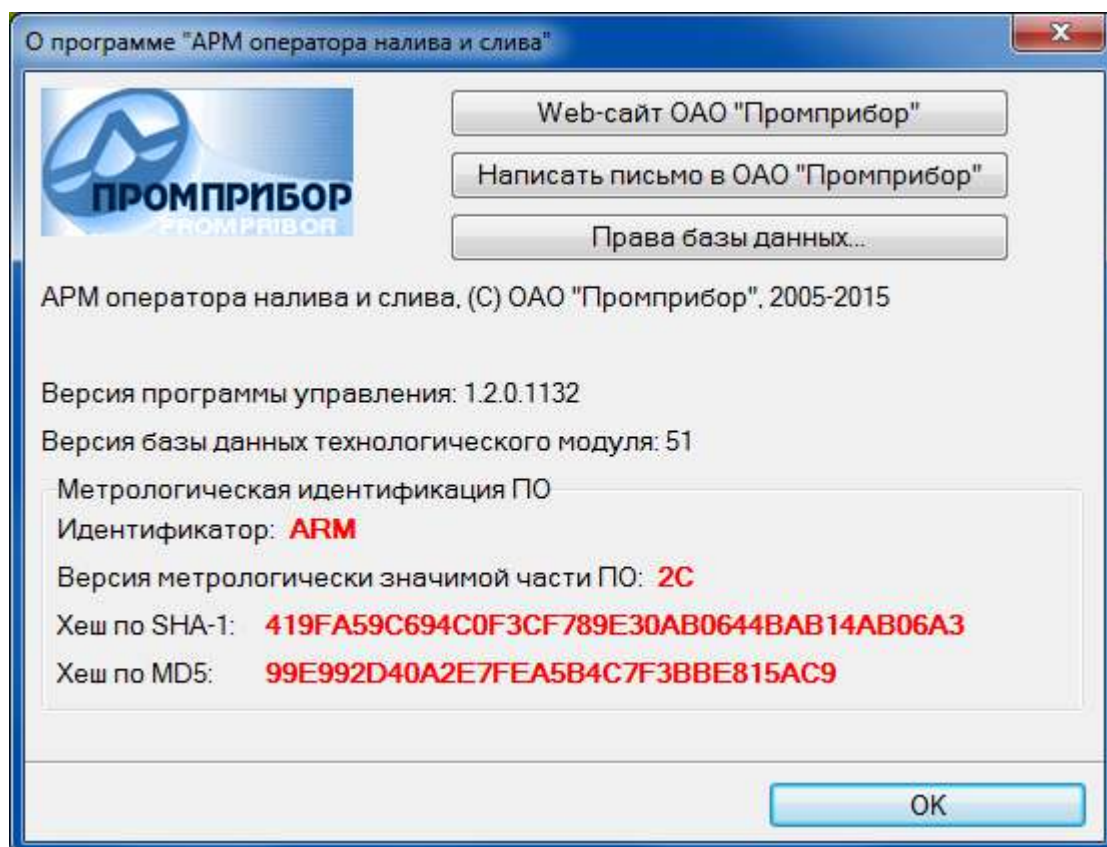 О программе "АРМ оператора налива и слива"
ПРОМПРИБОР
PROMPRIBOR
Web-сайт ОАО "Промприбор"
Написать письмо в ОАО "Промприбор"
Права базы данных...
АРМ оператора налива и слива, (С) ОАО "Промприбор", 2005-2015
Версия программы управления: 1.2.0.1132
Версия базы данных технологического модуля: 51
Метрологическая идентификация ПО
Идентификатор: ARM
Версия метрологически значимой части ПО: 2C
Хеш по SHA-1: 419FA59C694C0F3CF789E30AB0644BAB14AB06A3
Хеш по MD5: 99E992D40A2E7FEA5B4C7F3BBE815AC9
OK